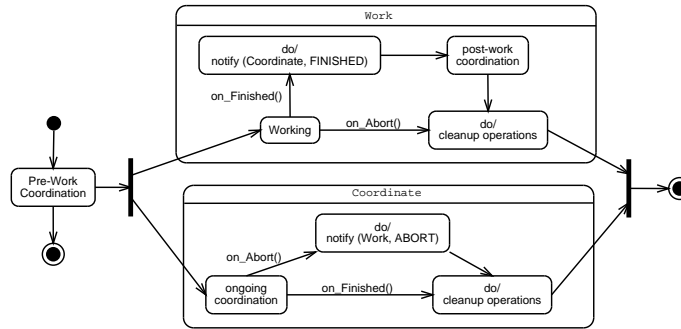 Work
do/
notify (Coordinate, FINISHED)
post-work
coordination
on_Finished()
Working
on_Abort()
do/
cleanup operations
Pre-Work
Coordination
Coordinate
do/
notify (Work, ABORT)
on_Abort()
ongoing
coordination
on_Finished()
do/
cleanup operations